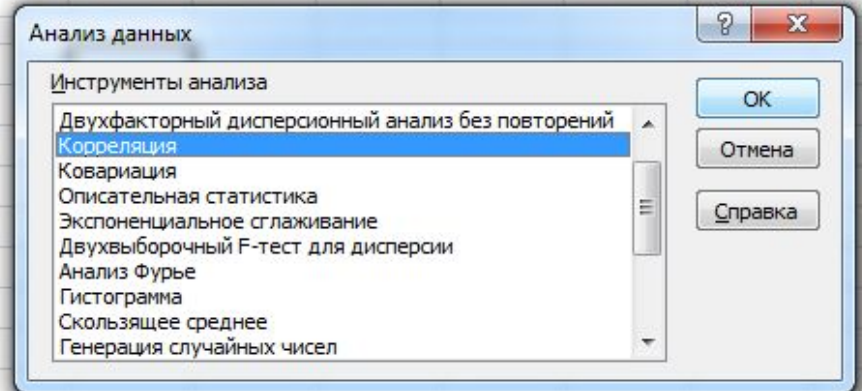 Анализ данных
Инструменты анализа
Двухфакторный дисперсионный анализ без повторений
Корреляция
Ковариация
Описательная статистика
Экспоненциальное сглаживание
Двухвыборочный F-тест для дисперсии
Анализ Фурье
Гистограмма
Скользящее среднее
Генерация случайных чисел
OK
Отмена
Справка